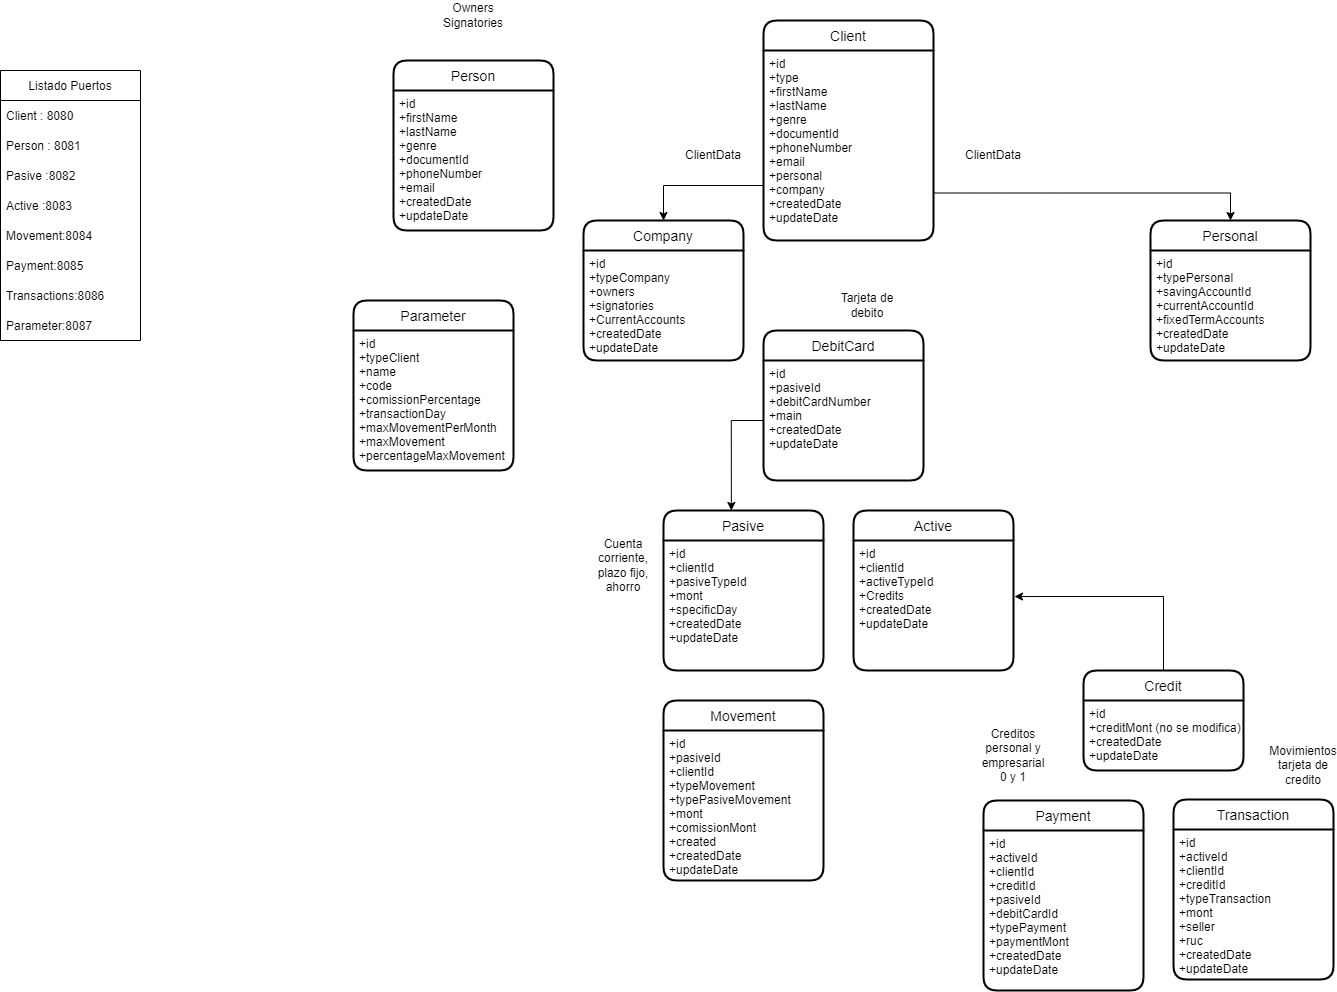 Owners
Signatories
Listado Puertos
Client : 8080
Person : 8081
Pasive :8082
Active :8083
Movement:8084
Payment:8085
Transactions:8086
Parameter:8087
Person
+id
+firstName
+lastName
+genre
+documentId
+phoneNumber
+email
+createdDate
+updateDate
Client
+id
+type
+firstName
+lastName
+genre
+documentId
+phoneNumber
+email
+personal
+company
+createdDate
+updateDate
ClientData
ClientData
Company
+id
+typeCompany
+owners
+signatories
+CurrentAccounts
+createdDate
+updateDate
Personal
+id
+typePersonal
+savingAccountId
+currentAccountId
+fixedTermAccounts
+createdDate
+updateDate
Parameter
+id
+typeClient
+name
+code
+comissionPercentage
+transactionDay
+maxMovementPerMonth
+maxMovement
+percentageMaxMovement
Tarjeta de
debito
DebitCard
+id
+pasiveId
+debitCardNumber
+main
+createdDate
+updateDate
Cuenta
corriente,
plazo fijo,
ahorro
Pasive
+id
+clientId
+pasiveTypeId
+mont
+specificDay
+createdDate
+updateDate
Active
+id
+clientId
+activeTypeId
+Credits
+createdDate
+updateDate
Credit
+id
+creditMont (no se modifica)
+createdDate
+updateDate
Movement
+id
+pasiveId
+clientId
+typeMovement
+typePasiveMovement
+mont
+comissionMont
+created
+createdDate
+updateDate
Creditos
personal y
empresarial
0 y 1
Movimientos
tarjeta de
credito
Payment
+id
+activeId
+clientId
+creditId
+pasiveId
+debitCardId
+typePayment
+paymentMont
+createdDate
+updateDate
Transaction
+id
+activeId
+clientId
+creditId
+typeTransaction
+mont
+seller
+ruc
+createdDate
+updateDate